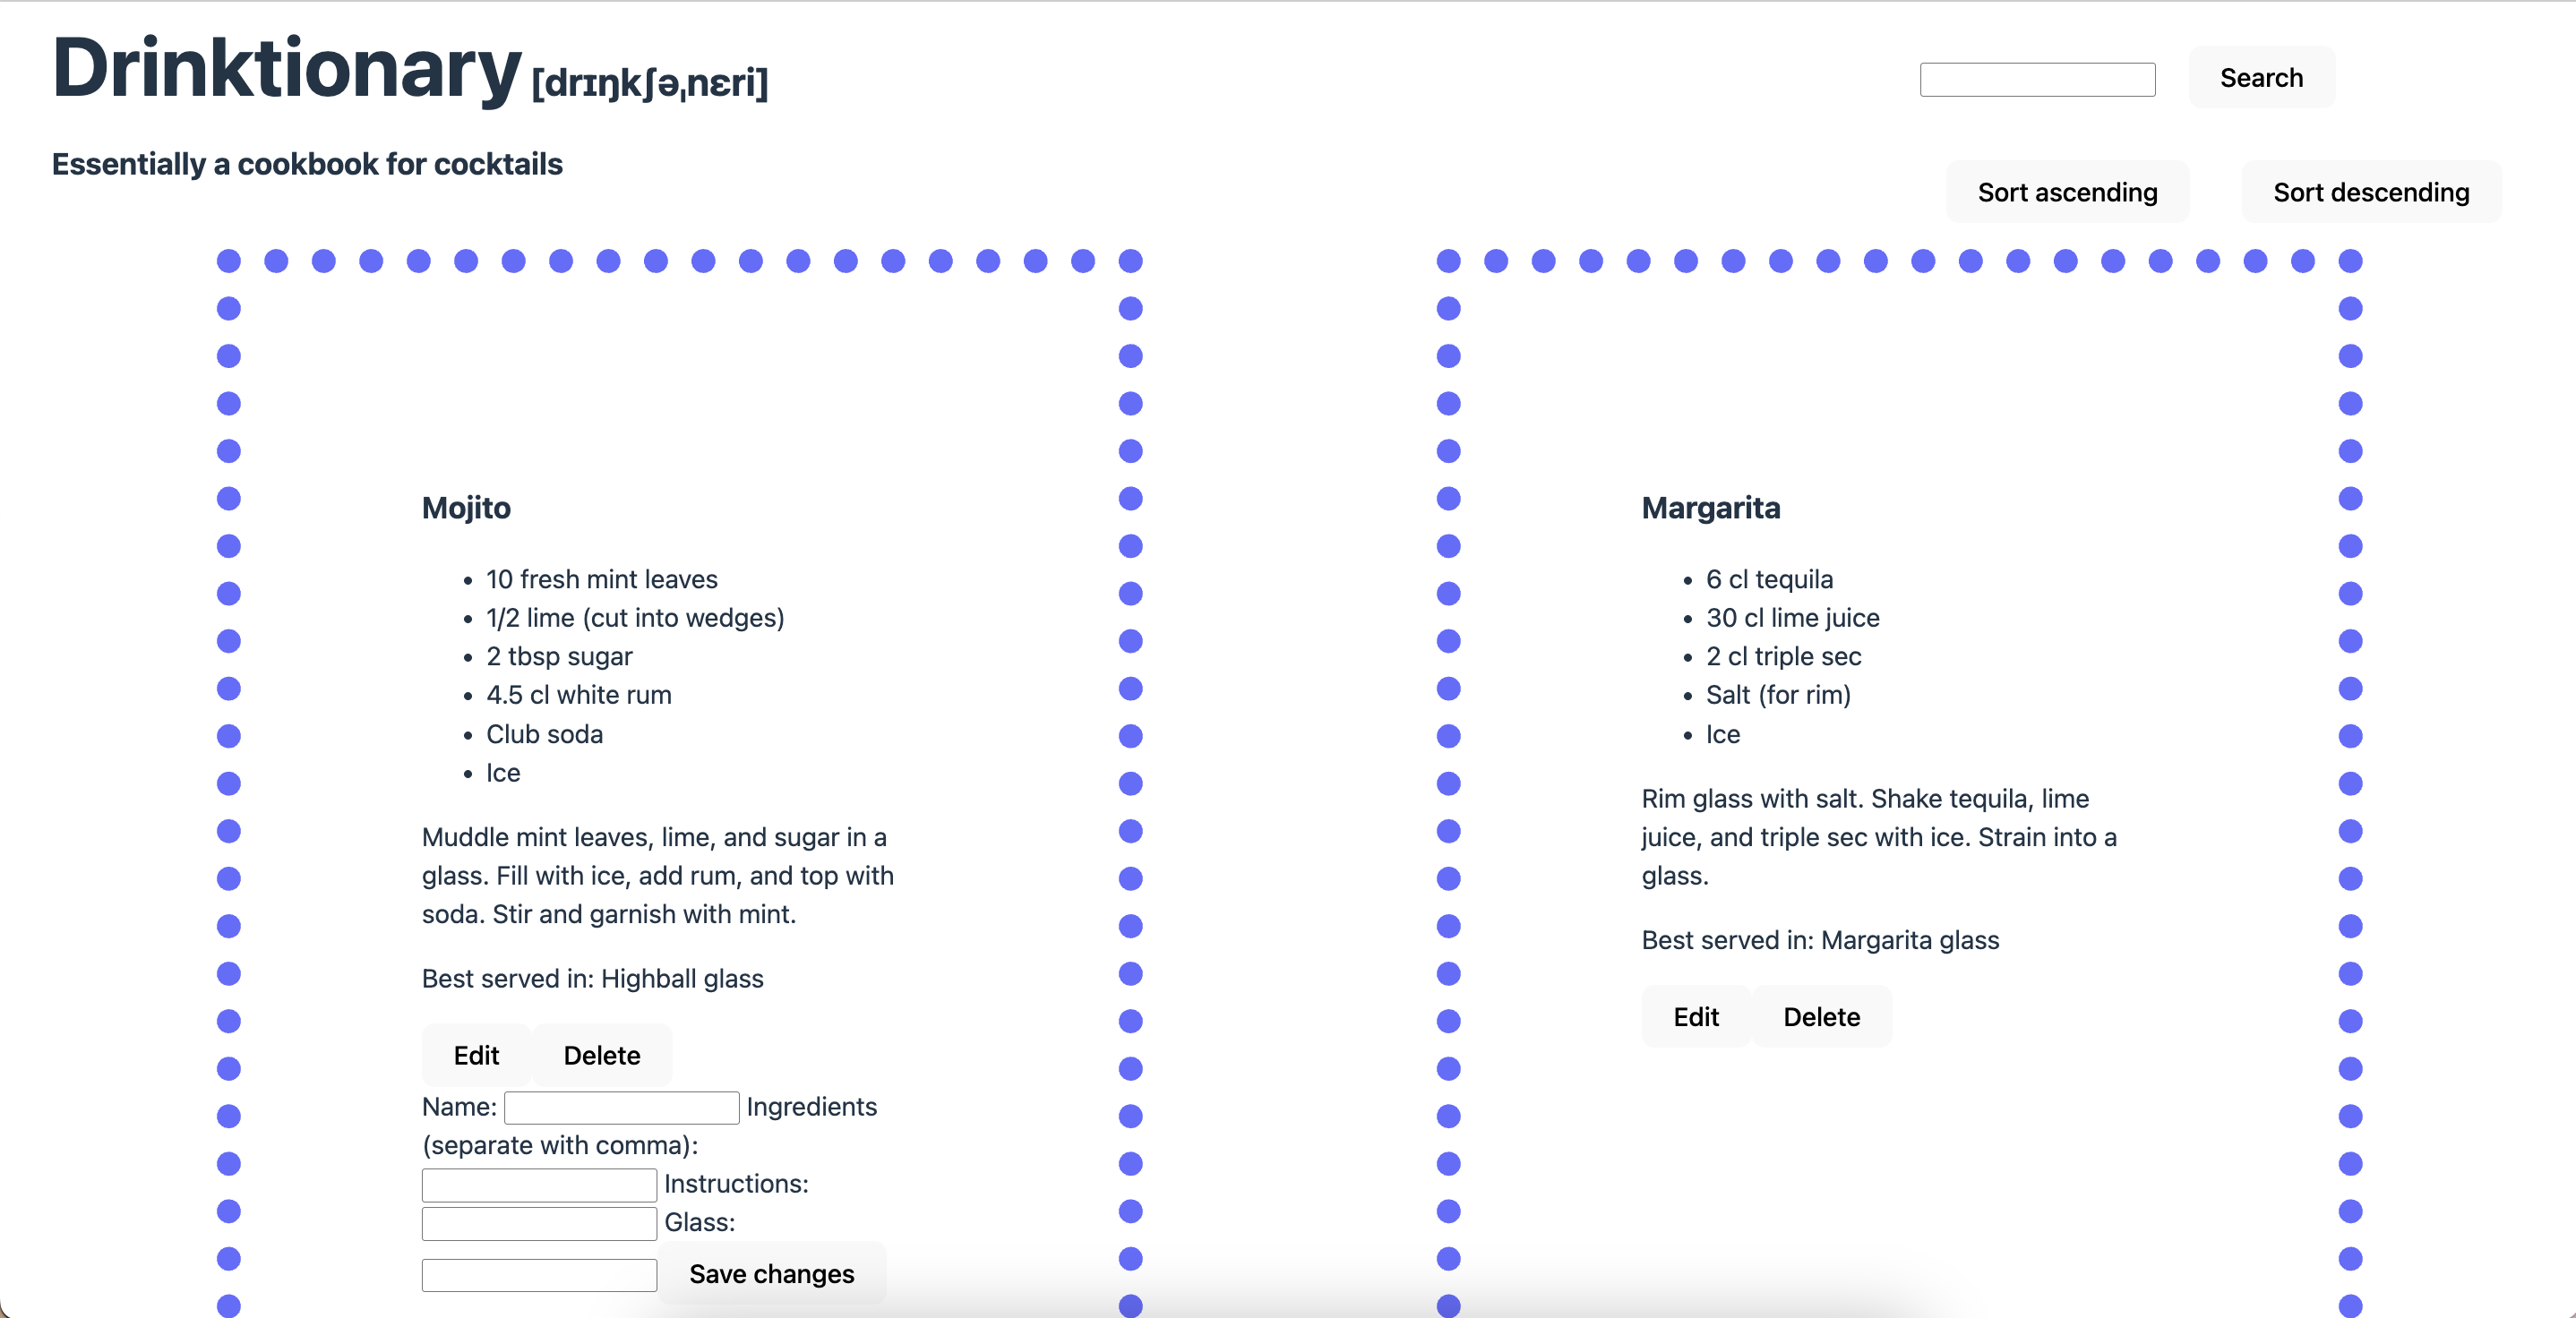 Drinktionary [drɪŋkʃəˌnɛri]
Search
Essentially a cookbook for cocktails
Sort ascending
Sort descending
Mojito
• 10 fresh mint leaves
• 1/2 lime (cut into wedges)
• 2 tbsp sugar
• 4.5 cl white rum
• Club soda
• Ice
Muddle mint leaves, lime, and sugar in a
glass. Fill with ice, add rum, and top with
soda. Stir and garnish with mint.
Best served in: Highball glass
Edit Delete
Name: Ingredients
(separate with comma):
Instructions:
Glass:
Save changes
Margarita
• 6 cl tequila
• 30 cl lime juice
• 2 cl triple sec
• Salt (for rim)
• Ice
Rim glass with salt. Shake tequila, lime
juice, and triple sec with ice. Strain into a
glass.
Best served in: Margarita glass
Edit Delete